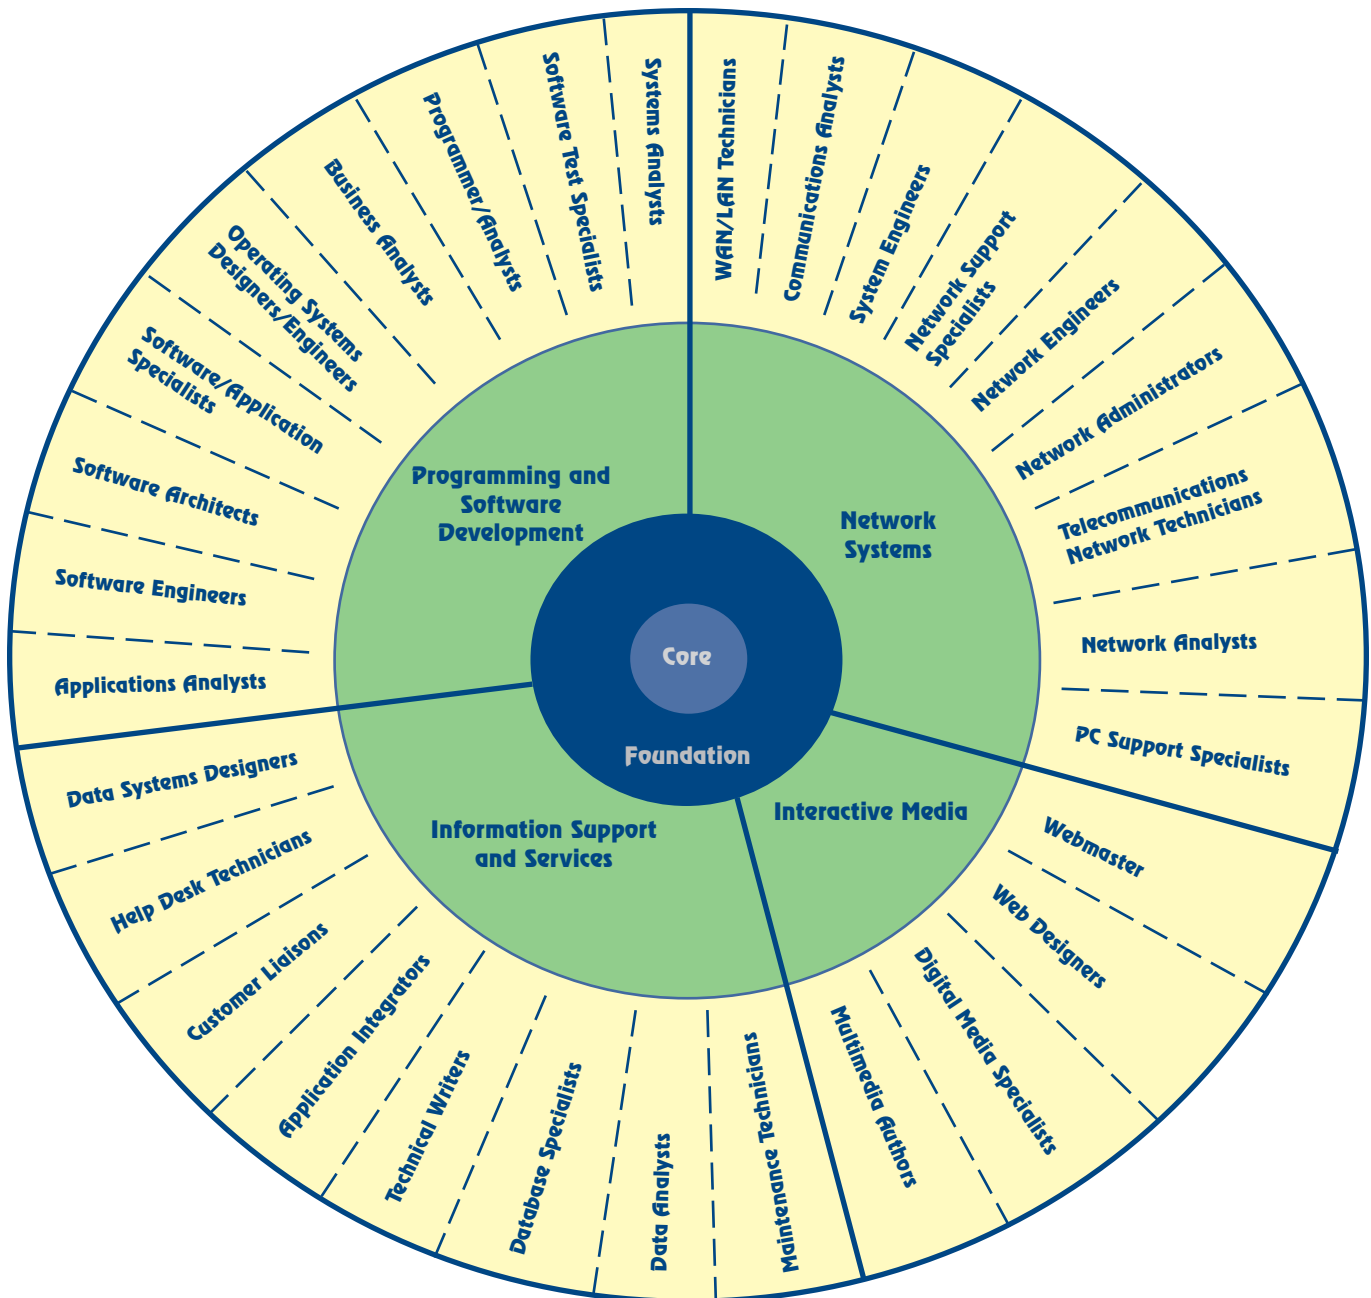 Systems Analysts
Software Test Specialists
Programmer/Analysts
Business Analysts
Operating Systems
Designers/Engineers
Software/Application
Specialists
Software Architects
Software Engineers
Applications Analysts
WAN/LAN Technicians
Communications Analysts
System Engineers
Network Support
Specialists
Network Engineers
Network Administrators
Telecommunications
Network Technicians
Network Analysts
PC Support Specialists
Programming and
Software
Development
Network
Systems
Core
Foundation
Interactive Media
Information Support
and Services
Webmaster
Web Designers
Digital Media Specialists
Multimedia Authors
Data Systems Designers
Help Desk Technicians
Customer Liaisons
Application Integrators
Technical Writers
Database Specialists
Data Analysts
Maintenance Technicians